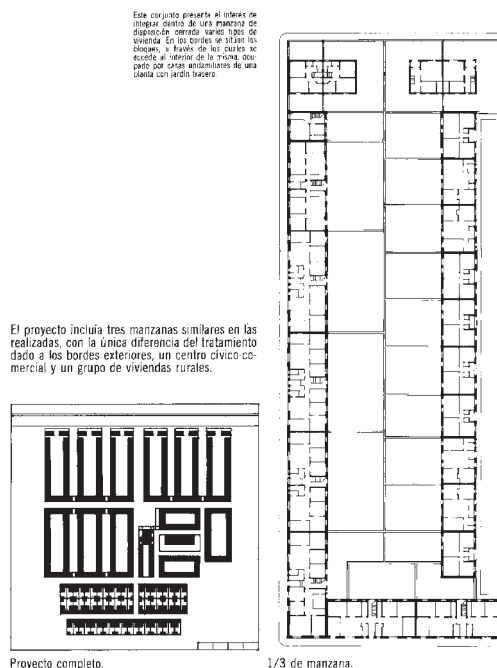 Este conjunto presenta el interés de
integrar dentro de una manzana de
disposición cerrada varios tipos de
vivienda. En los bordes se sitúan los
bloques, a través de los cuales se
accede al interior de la misma, ocu-
pado por casas unifamiliares de una
planta con jardín trasero.
El proyecto incluía tres manzanas similares en las
realizadas, con la única diferencia del tratamiento
dado a los bordes exteriores, un centro cívico-co-
mercial y un grupo de viviendas rurales.
Proyecto completo.
1/3 de manzana.